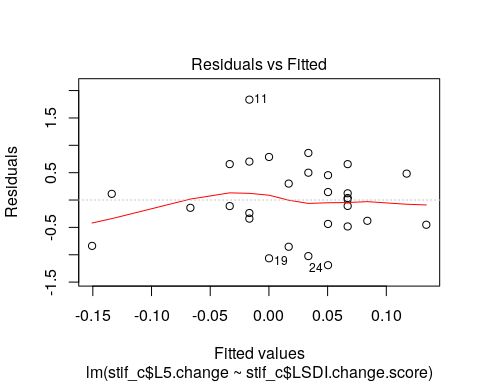 Residuals vs Fitted
Residuals
1.5
0.5
-0.5
-1.5
11
19
24
-0.15 -0.10 -0.05 0.00 0.05 0.10
Fitted values
lm(stif_c$L5.change ~ stif_c$LSDI.change.score)